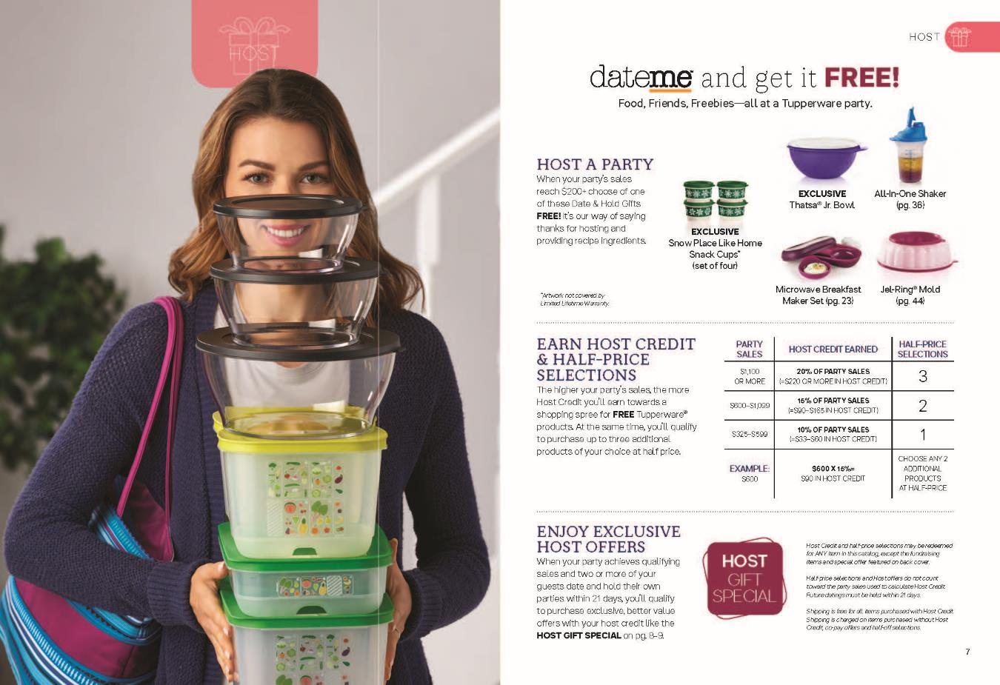 HOST
HOST
dateme™ and get it FREE!
Food, Friends, Freebies—all at a Tupperware party.
HOST A PARTY
When your party's sales
reach $200+ choose of one
of these Date & Hold Gifts
FREE! It's our way of saying
thanks for hosting and
providing recipe ingredients.
*Artwork not covered by
Limited Lifetime Warranty.
EXCLUSIVE
Snow Place Like Home
Snack Cups*
(set of four)
EXCLUSIVE
Thatsa® Jr. Bowl
All-In-One Shaker
(pg. 36)
Microwave Breakfast
Maker Set (pg. 23)
Jel-Ring® Mold
(pg. 44)
EARN HOST CREDIT
& HALF-PRICE
SELECTIONS
The higher your party's sales, the more
Host Credit you'll earn towards a
shopping spree for FREE Tupperware®
products. At the same time, you'll qualify
to purchase up to three additional
products of your choice at half price.
PARTY
SALES
HOST CREDIT EARNED
HALF-PRICE
SELECTIONS
$1,100
OR MORE
20% OF PARTY SALES
(=$220 OR MORE IN HOST CREDIT)
3
$600–$1,099
15% OF PARTY SALES
(=$90–$165 IN HOST CREDIT)
2
$325–$599
10% OF PARTY SALES
(=$33–$60 IN HOST CREDIT)
1
EXAMPLE:
$600
$600 X 15%=
$90 IN HOST CREDIT
CHOOSE ANY 2
ADDITIONAL
PRODUCTS
AT HALF-PRICE
ENJOY EXCLUSIVE
HOST OFFERS
When your party achieves qualifying
sales and two or more of your
guests date and hold their own
parties within 21 days, you'll qualify
to purchase exclusive, better value
offers with your host credit like the
HOST GIFT SPECIAL on pg. 8–9.
HOST
GIFT
SPECIAL
Host Credit and half-price selections may be redeemed
for ANY item in this catalog, except the fundraising
items and special offer featured on back cover.
Half-price selections and Host offers do not count
toward the party sales used to calculate Host Credit.
Future datings must be held within 21 days.
Shipping is free for all items purchased with Host Credit.
Shipping is charged on items purchased without Host
Credit, co-pay offers and half-off selections.
7